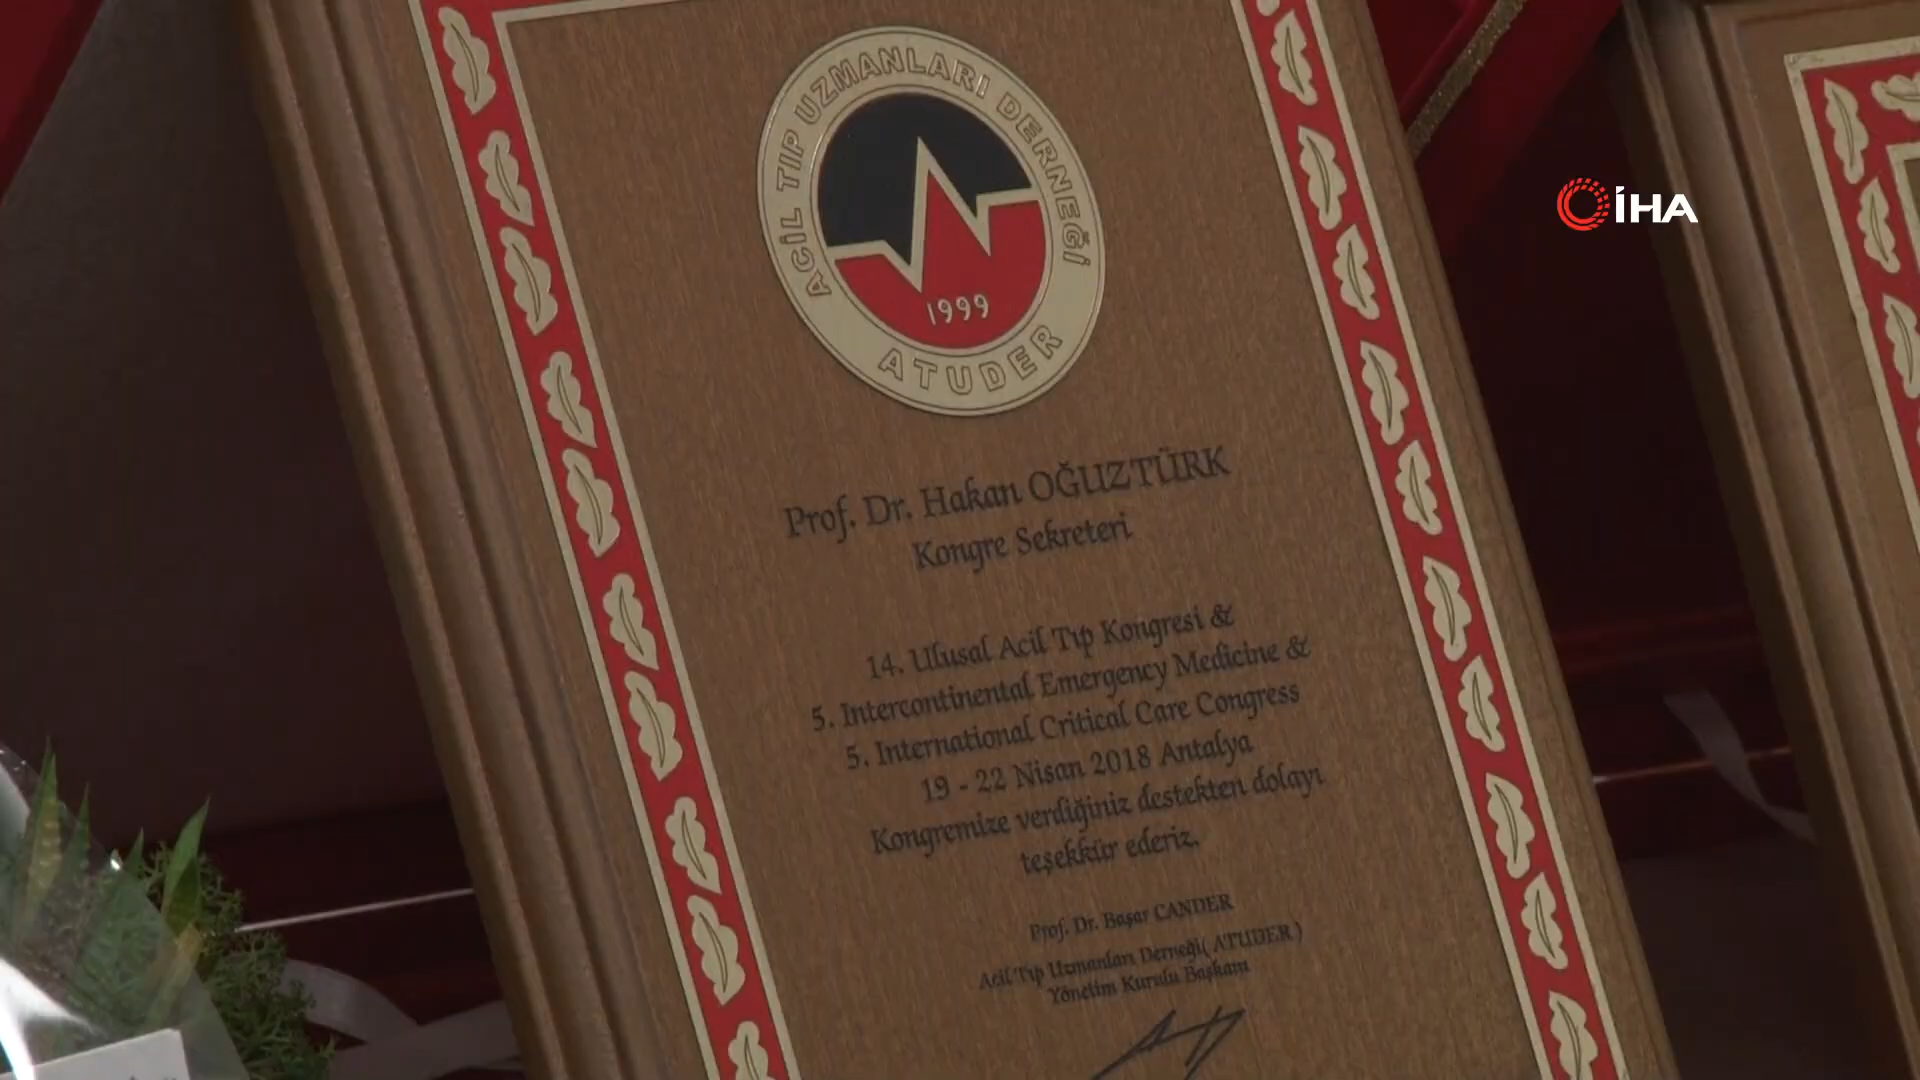 ACİL TIP UZMANLARI DERNEĞİ
1999
ATUDER
İHA
Prof. Dr. Hakan OĞUZTÜRK
Kongre Sekreteri
14. Ulusal Acil Tıp Kongresi &
5. Intercontinental Emergency Medicine &
5. International Critical Care Congress
19 - 22 Nisan 2018 Antalya
Kongremize verdiğiniz destekten dolayı
teşekkür ederiz.
Prof. Dr. Başar CANDER
Acil Tıp Uzmanları Derneği( ATUDER )
Yönetim Kurulu Başkanı